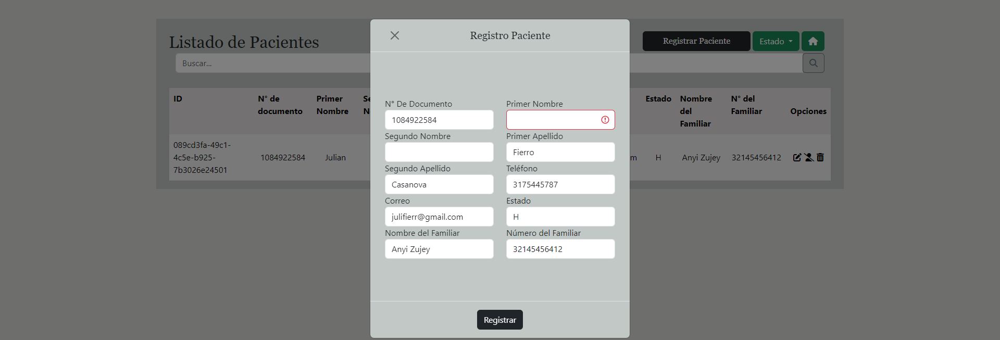 Listado de Pacientes
Registrar Paciente
Estado
Buscar...
ID
N° de documento
Primer Nombre
Se
N
Estado
Nombre del Familiar
N° del Familiar
Opciones
089cd3fa-49c1-
4c5e-b925-
7b3026e24501
1084922584
Julian
m
H
Anyi Zujey
32145456412
Registro Paciente
N° De Documento
Primer Nombre
1084922584
Segundo Nombre
Primer Apellido
Fierro
Segundo Apellido
Teléfono
Casanova
3175445787
Correo
Estado
julifierr@gmail.com
H
Nombre del Familiar
Número del Familiar
Anyi Zujey
32145456412
Registrar